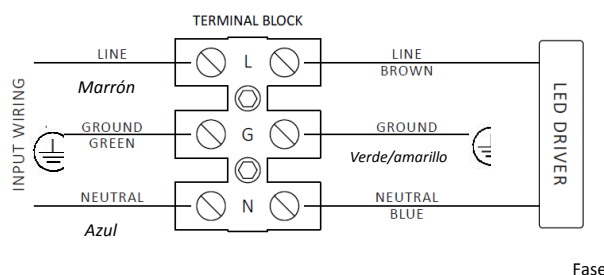 TERMINAL BLOCK
INPUT WIRING
LINE
Marrón
L
LINE
BROWN
GROUND
GREEN
G
GROUND
Verde/amarillo
NEUTRAL
Azul
N
NEUTRAL
BLUE
LED DRIVER
Fase